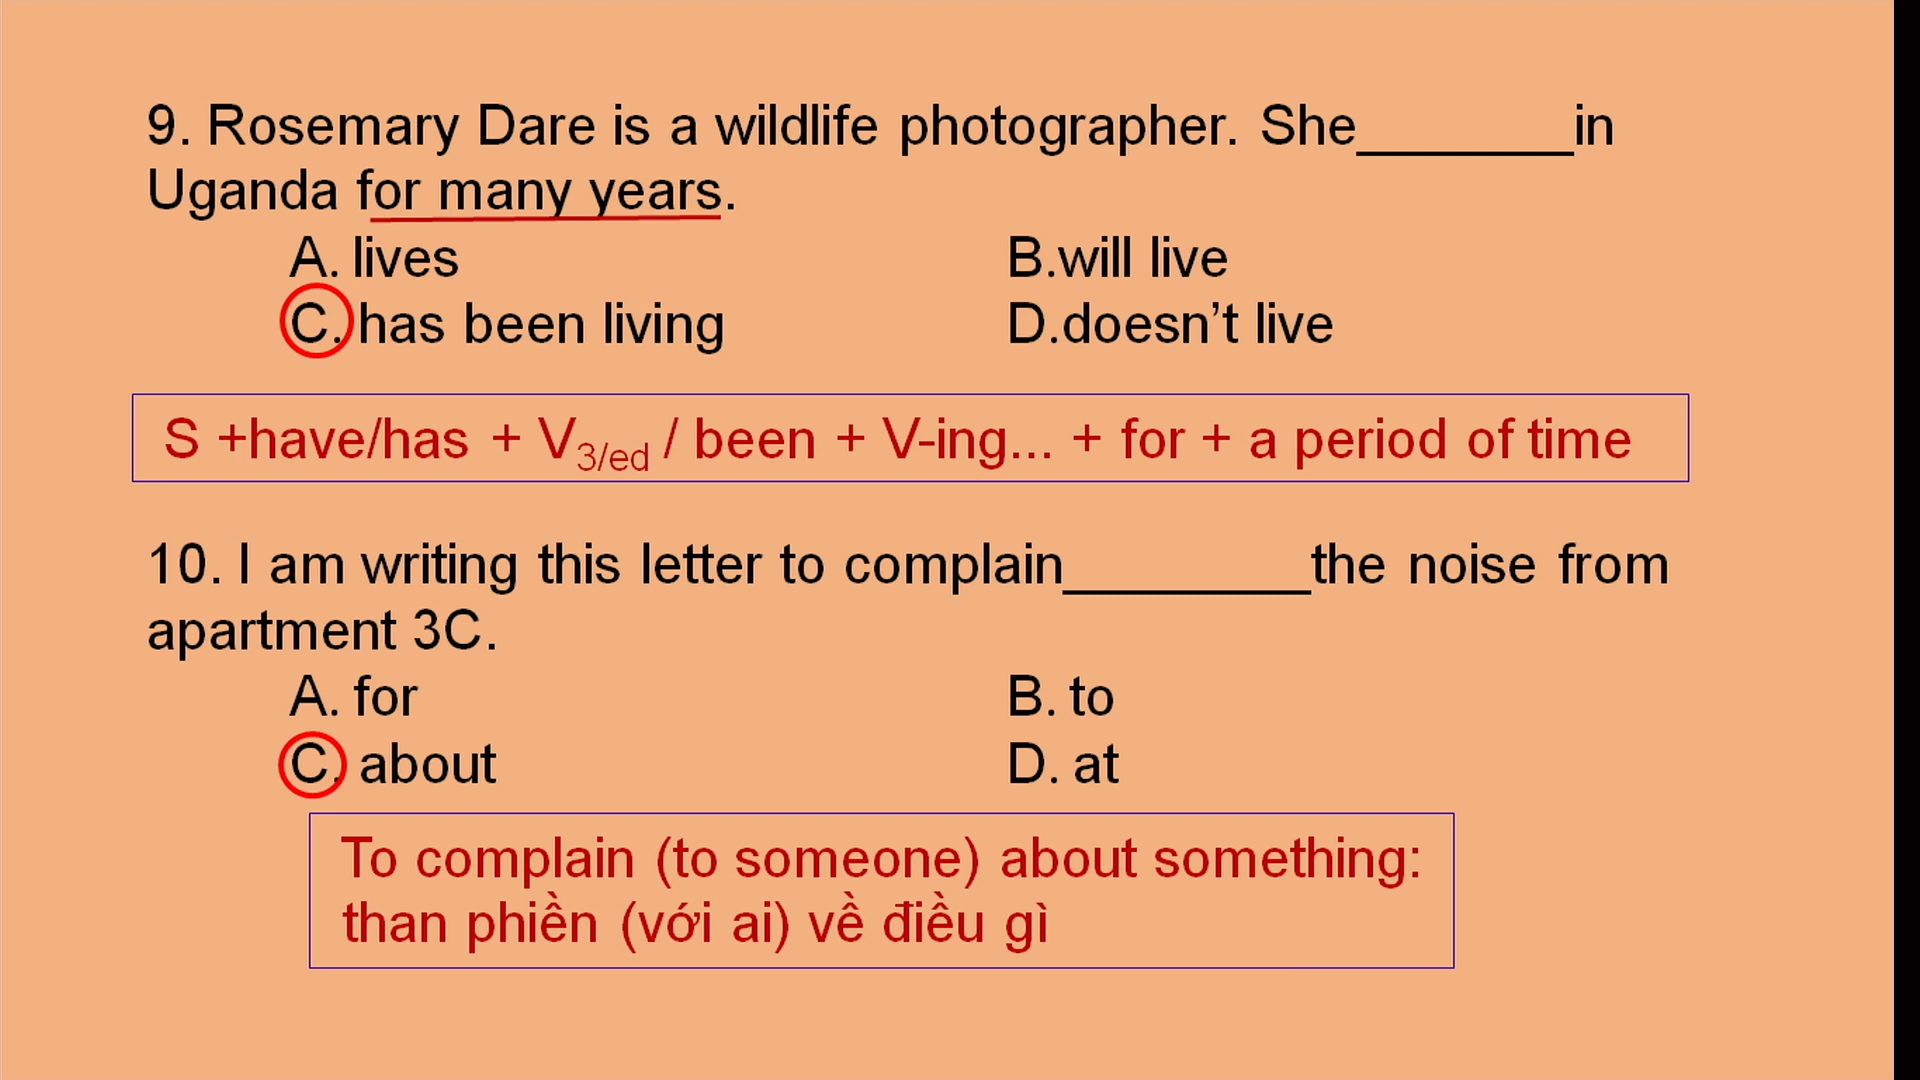 9. Rosemary Dare is a wildlife photographer. She_______in
Uganda for many years.
A. lives B.will live
C. has been living D.doesn’t live
S +have/has + V3/ed / been + V-ing... + for + a period of time
10. I am writing this letter to complain________the noise from
apartment 3C.
A. for B. to
C. about D. at
To complain (to someone) about something:
than phiền (với ai) về điều gì